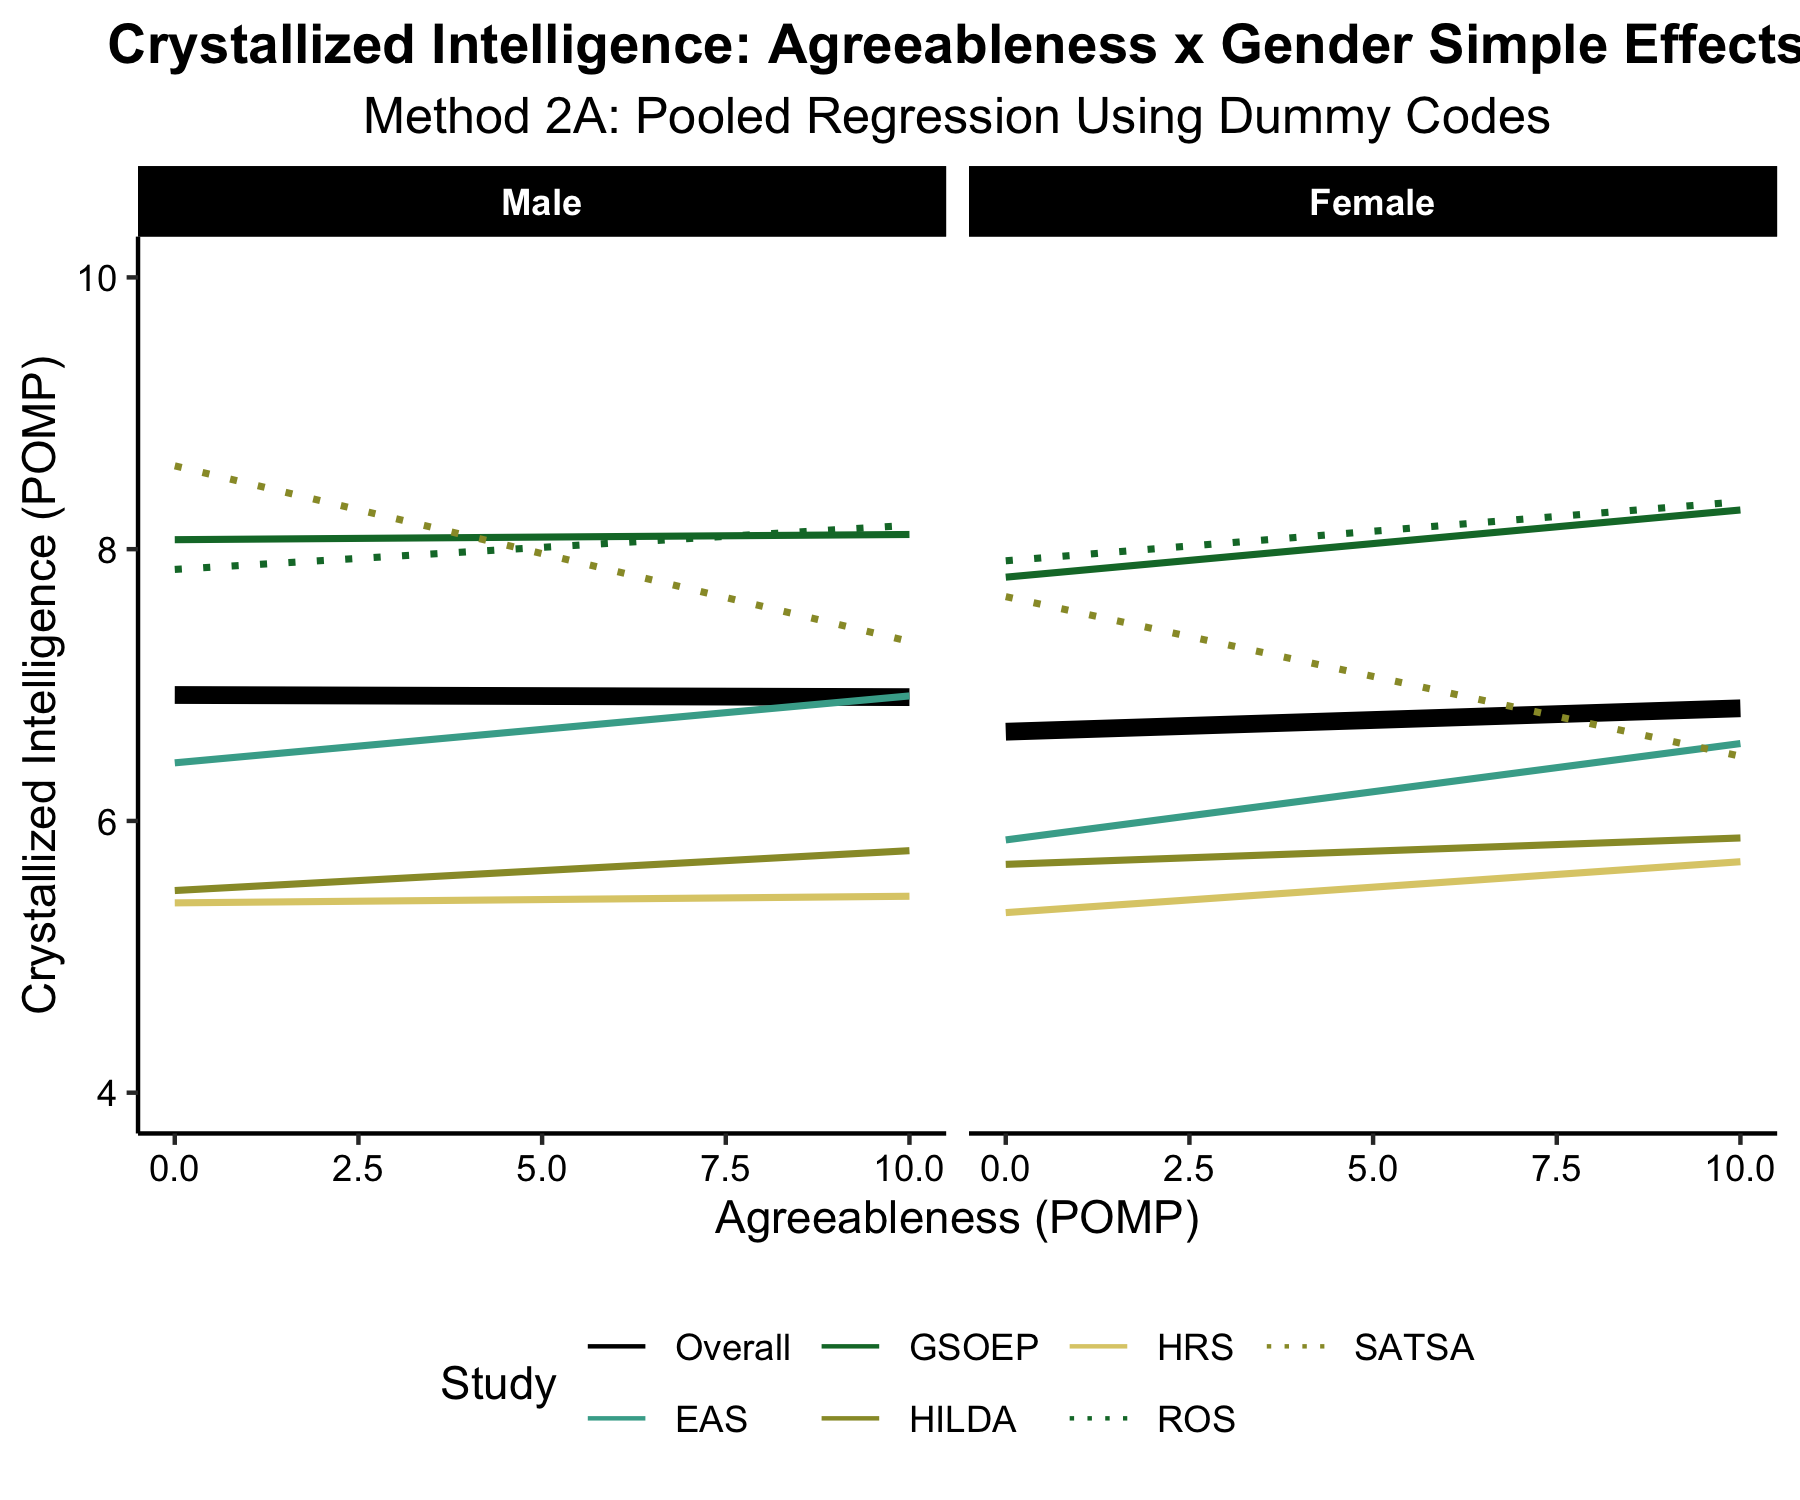 Crystallized Intelligence: Agreeableness x Gender Simple Effects
Method 2A: Pooled Regression Using Dummy Codes
Male
Female
Crystallized Intelligence (POMP)
10
8
6
4
0.0 2.5 5.0 7.5 10.0
0.0 2.5 5.0 7.5 10.0
Agreeableness (POMP)
Study
Overall GSOEP HRS SATSA
EAS HILDA ROS